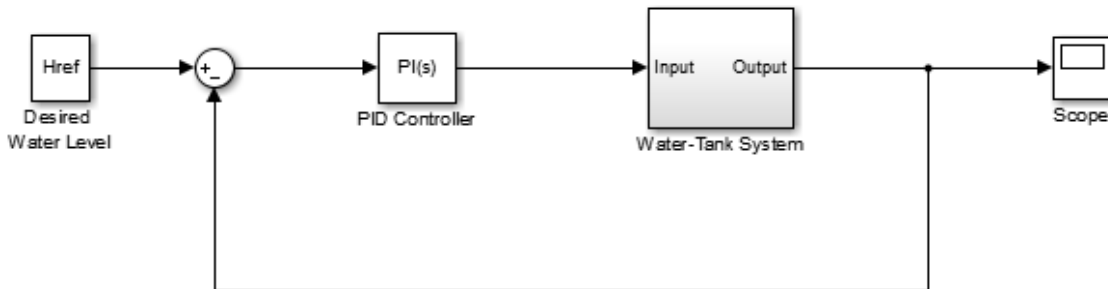 Href
+
−
PI(s)
Input
Output
Desired
Water Level
PID Controller
Water-Tank System
Scope